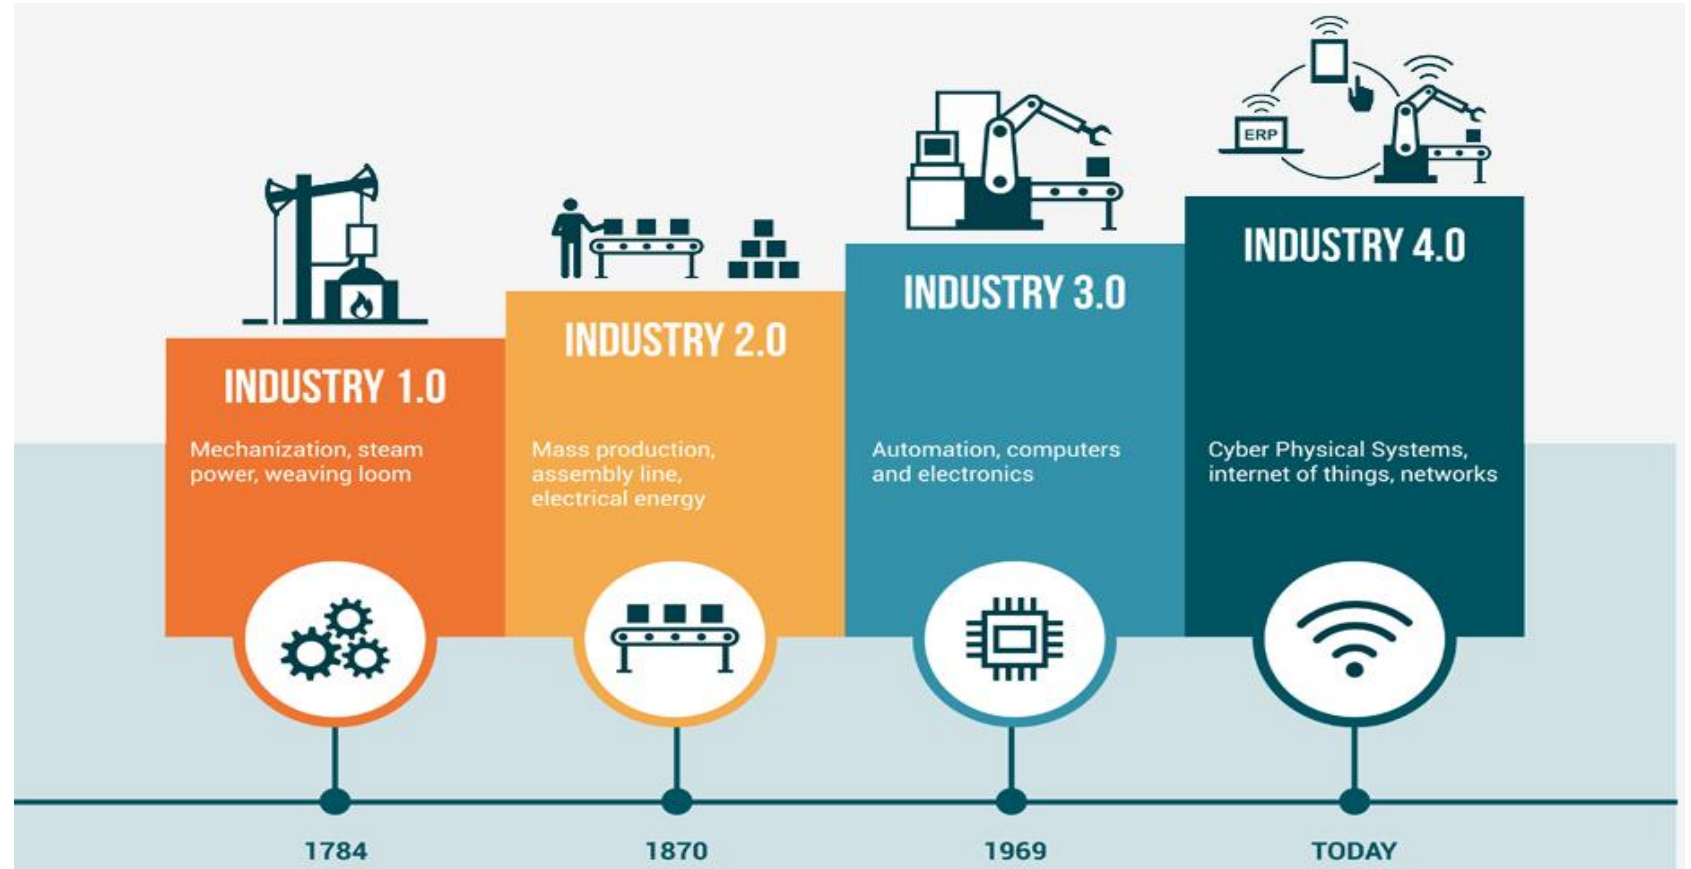 ERP
INDUSTRY 1.0
Mechanization, steam
power, weaving loom
INDUSTRY 2.0
Mass production,
assembly line,
electrical energy
INDUSTRY 3.0
Automation, computers
and electronics
INDUSTRY 4.0
Cyber Physical Systems,
internet of things, networks
1784
1870
1969
TODAY